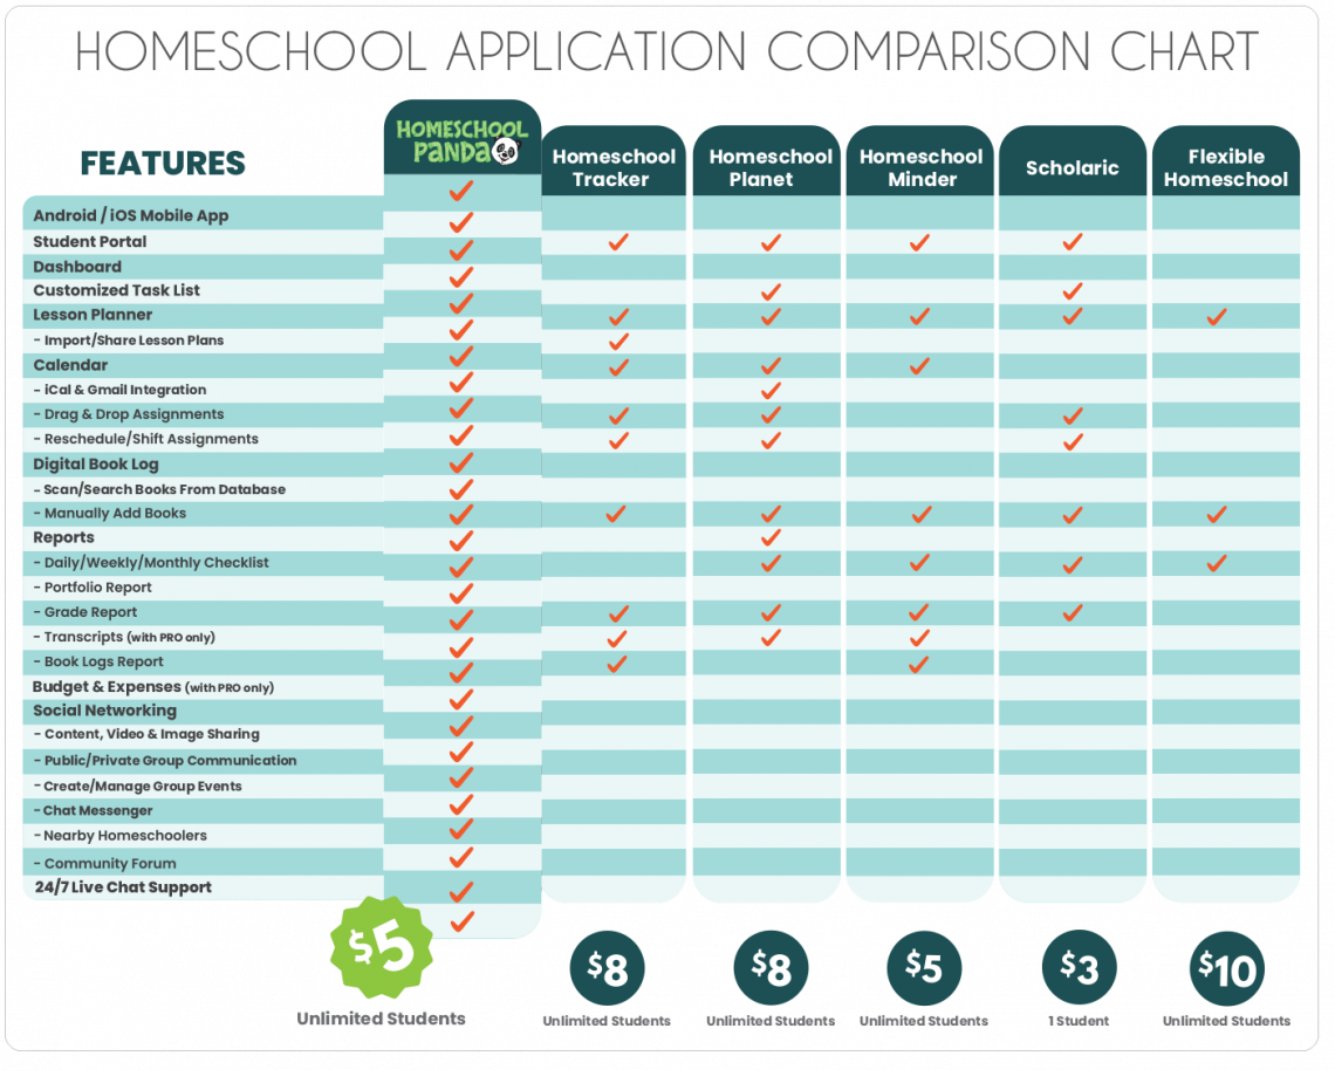 HOMESCHOOL APPLICATION COMPARISON CHART
FEATURES
HOMESCHOOL
PANDA
Homeschool
Tracker
Homeschool
Planet
Homeschool
Minder
Scholaric
Flexible
Homeschool
Android / iOS Mobile App
Student Portal
Dashboard
Customized Task List
Lesson Planner
- Import/Share Lesson Plans
Calendar
- iCal & Gmail Integration
- Drag & Drop Assignments
- Reschedule/Shift Assignments
Digital Book Log
- Scan/Search Books From Database
- Manually Add Books
Reports
- Daily/Weekly/Monthly Checklist
- Portfolio Report
- Grade Report
- Transcripts (with PRO only)
- Book Logs Report
Budget & Expenses (with PRO only)
Social Networking
- Content, Video & Image Sharing
- Public/Private Group Communication
- Create/Manage Group Events
- Chat Messenger
- Nearby Homeschoolers
- Community Forum
24/7 Live Chat Support
$5
Unlimited Students
$8
Unlimited Students
$8
Unlimited Students
$5
Unlimited Students
$3
1 Student
$10
Unlimited Students